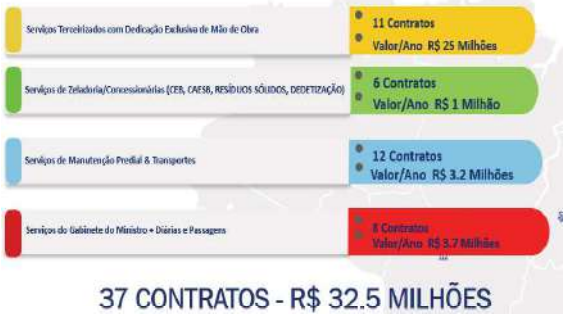 Serviços Terceirizados com Dedicação Exclusiva de Mão de Obra
11 Contratos
Valor/Ano R$ 25 Milhões
Serviços de Zeladoria/Concessionárias (CEB, CAESB, RESÍDUOS SÓLIDOS, DEDETIZAÇÃO)
6 Contratos
Valor/Ano R$ 1 Milhão
Serviços de Manutenção Predial & Transportes
12 Contratos
Valor/Ano R$ 3.2 Milhões
Serviços do Gabinete do Ministro + Diárias e Passagens
8 Contratos
Valor/Ano R$ 3.7 Milhões
37 CONTRATOS - R$ 32.5 MILHÕES